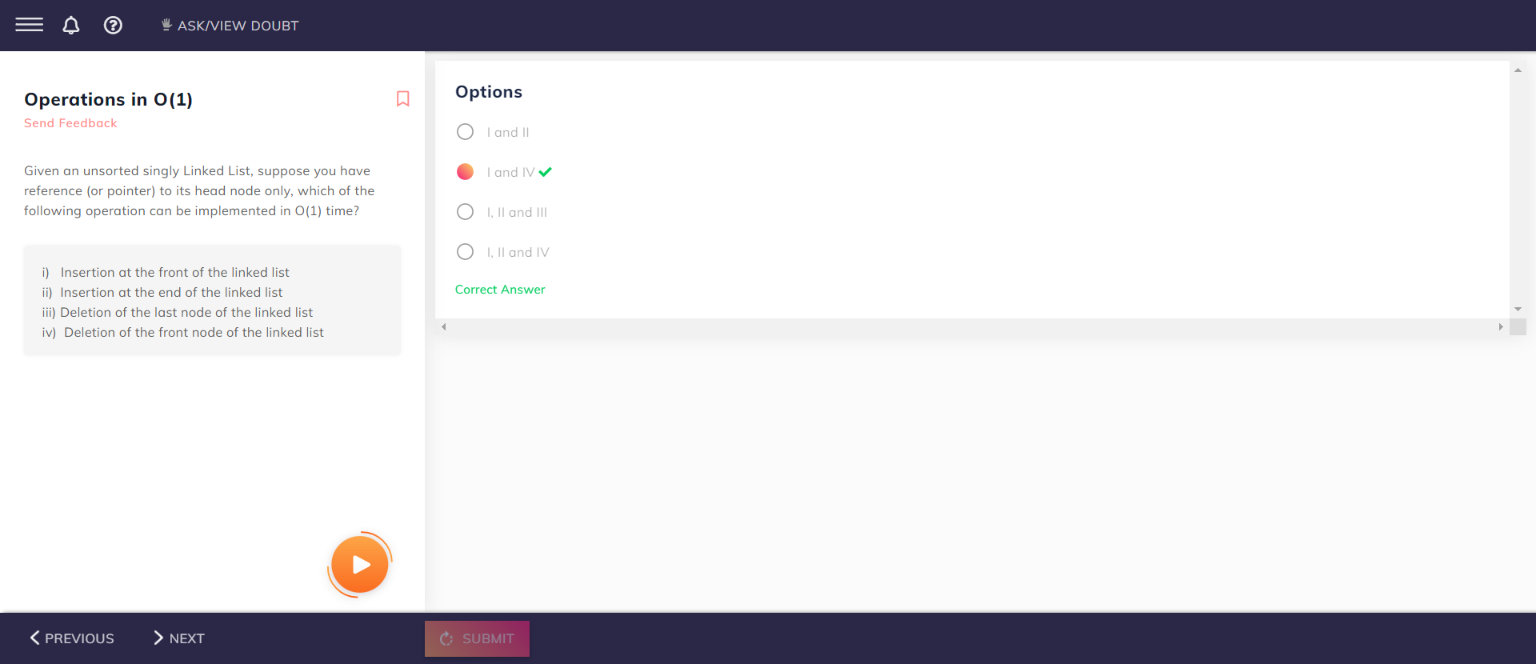 ASK/VIEW DOUBT
Operations in O(1)
Send Feedback
Given an unsorted singly Linked List, suppose you have
reference (or pointer) to its head node only, which of the
following operation can be implemented in O(1) time?
i) Insertion at the front of the linked list
ii) Insertion at the end of the linked list
iii) Deletion of the last node of the linked list
iv) Deletion of the front node of the linked list
Options
I and II
I and IV
I, II and III
I, II and IV
Correct Answer
PREVIOUS
NEXT
SUBMIT